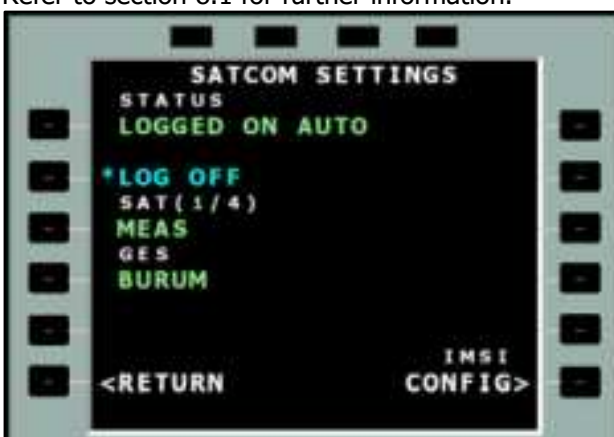 Refer to section 6.1 for further information.
SATCOM SETTINGS
STATUS
LOGGED ON AUTO
*LOG OFF
SAT(1/4)
MEAS
GES
BURUM
IMSI
<RETURN CONFIG>